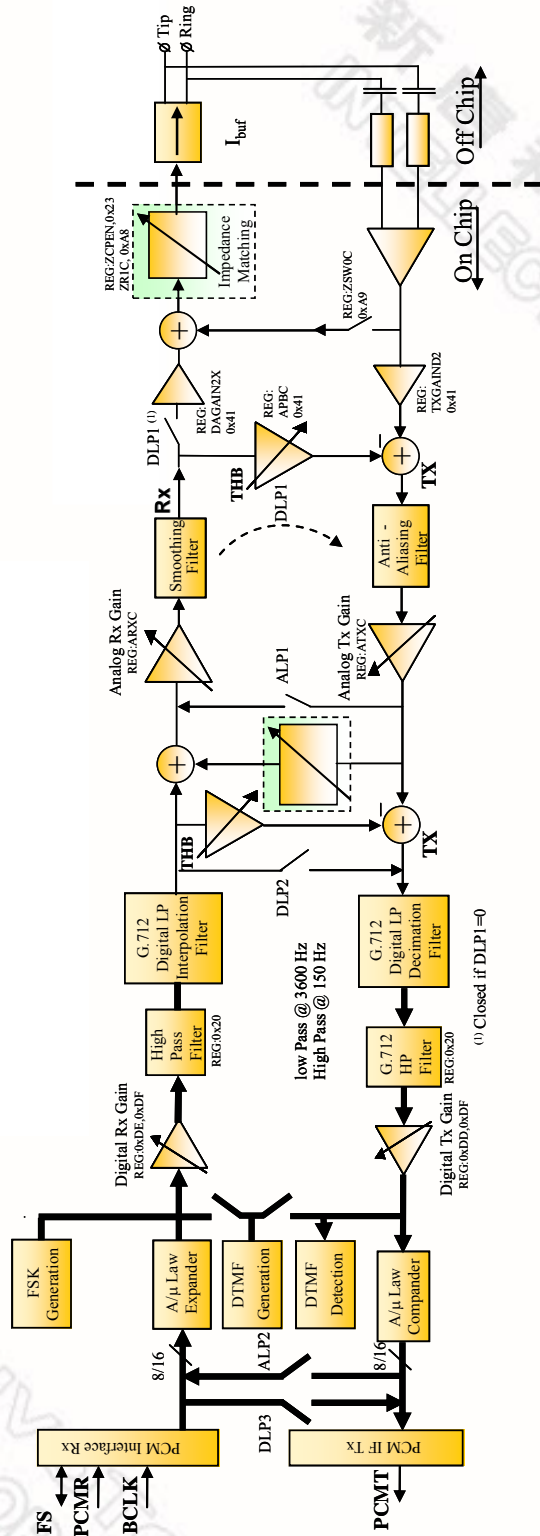 FS
PCMR
BCLK
PCM Interface Rx
FSK
Generation
8/16
A/μ Law
Expander
Digital Rx Gain
REG:0xDE,0xDF
High
Pass
Filter
REG:0x20
G.712
Digital LP
Interpolation
Filter
THB
Analog Rx Gain
REG:ARXC
Smoothing
Filter
Rx
DLP1 (1)
REG:
DAGAIN2X
0x41
REG:ZCPEN,0x23
ZR1C, 0xA8
Impedance
Matching
Ibuf
Tip
Ring
DTMF
Generation
DTMF
Detection
ALP2
DLP3
low Pass @ 3600 Hz
High Pass @ 150 Hz
DLP2
ALP1
THB
DLP1
REG:
APBC
0x41
REG:ZSW0C
0xA9
PCM IF Tx
PCMT
8/16
A/μ Law
Compander
Digital Tx Gain
REG:0xDD,0xDF
G.712
HP
Filter
REG:0x20
G.712
Digital LP
Decimation
Filter
TX
Analog Tx Gain
REG:ATXC
Anti -
Aliasing
Filter
TX
REG:
TXGAIND2
0x41
On Chip
Off Chip
(1) Closed if DLP1=0